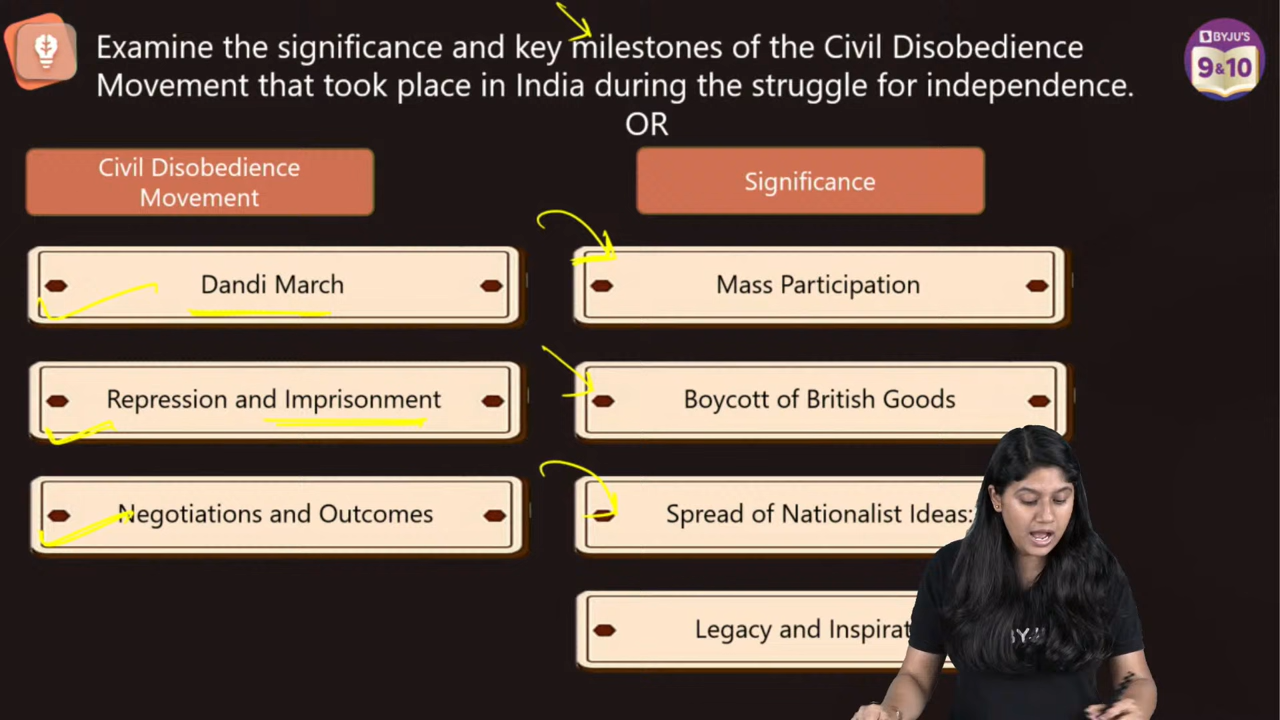 Examine the significance and key milestones of the Civil Disobedience
Movement that took place in India during the struggle for independence.
OR
BYJU'S
9&10
Civil Disobedience
Movement
Significance
Dandi March
Mass Participation
Repression and Imprisonment
Boycott of British Goods
Negotiations and Outcomes
Spread of Nationalist Ideas:
Legacy and